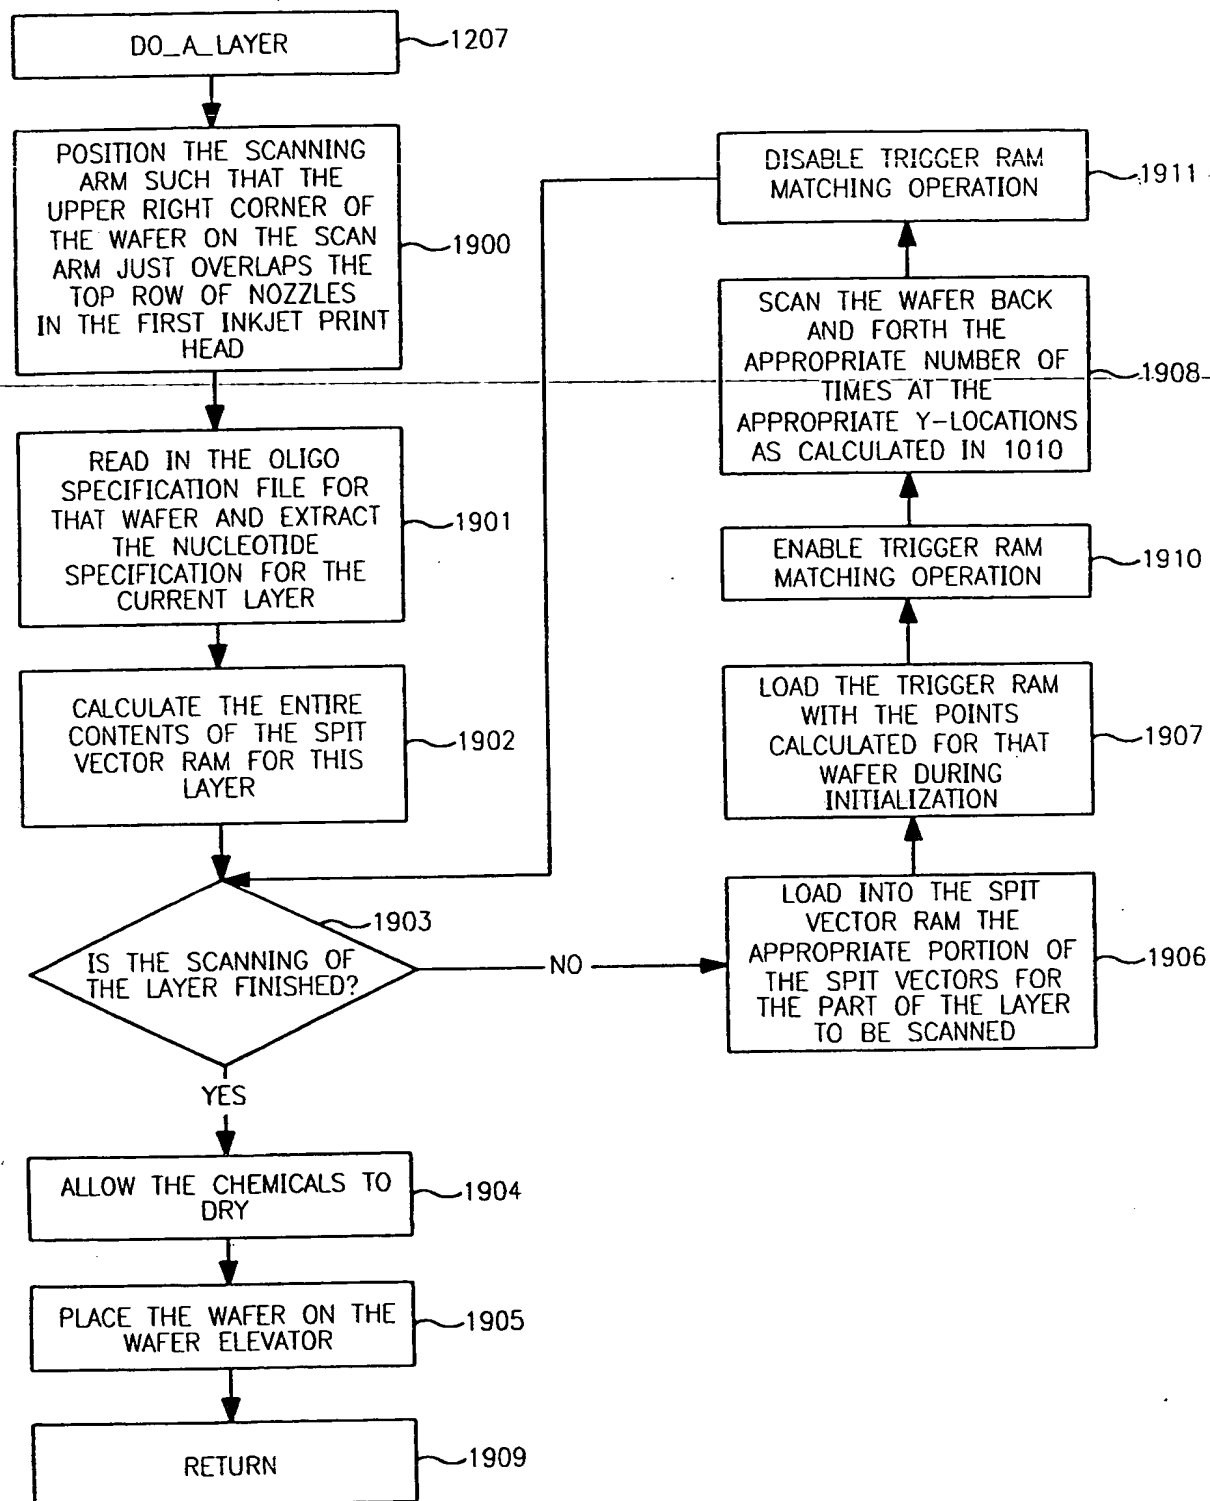 DO_A_LAYER
1207
POSITION THE SCANNING
ARM SUCH THAT THE
UPPER RIGHT CORNER OF
THE WAFER ON THE SCAN
ARM JUST OVERLAPS THE
TOP ROW OF NOZZLES
IN THE FIRST INKJET PRINT
HEAD
1900
READ IN THE OLIGO
SPECIFICATION FILE FOR
THAT WAFER AND EXTRACT
THE NUCLEOTIDE
SPECIFICATION FOR THE
CURRENT LAYER
1901
CALCULATE THE ENTIRE
CONTENTS OF THE SPIT
VECTOR RAM FOR THIS
LAYER
1902
IS THE SCANNING OF
THE LAYER FINISHED?
1903
NO
YES
ALLOW THE CHEMICALS TO
DRY
1904
PLACE THE WAFER ON THE
WAFER ELEVATOR
1905
RETURN
1909
DISABLE TRIGGER RAM
MATCHING OPERATION
1911
SCAN THE WAFER BACK
AND FORTH THE
APPROPRIATE NUMBER OF
TIMES AT THE
APPROPRIATE Y-LOCATIONS
AS CALCULATED IN 1010
1908
ENABLE TRIGGER RAM
MATCHING OPERATION
1910
LOAD THE TRIGGER RAM
WITH THE POINTS
CALCULATED FOR THAT
WAFER DURING
INITIALIZATION
1907
LOAD INTO THE SPIT
VECTOR RAM THE
APPROPRIATE PORTION OF
THE SPIT VECTORS FOR
THE PART OF THE LAYER
TO BE SCANNED
1906